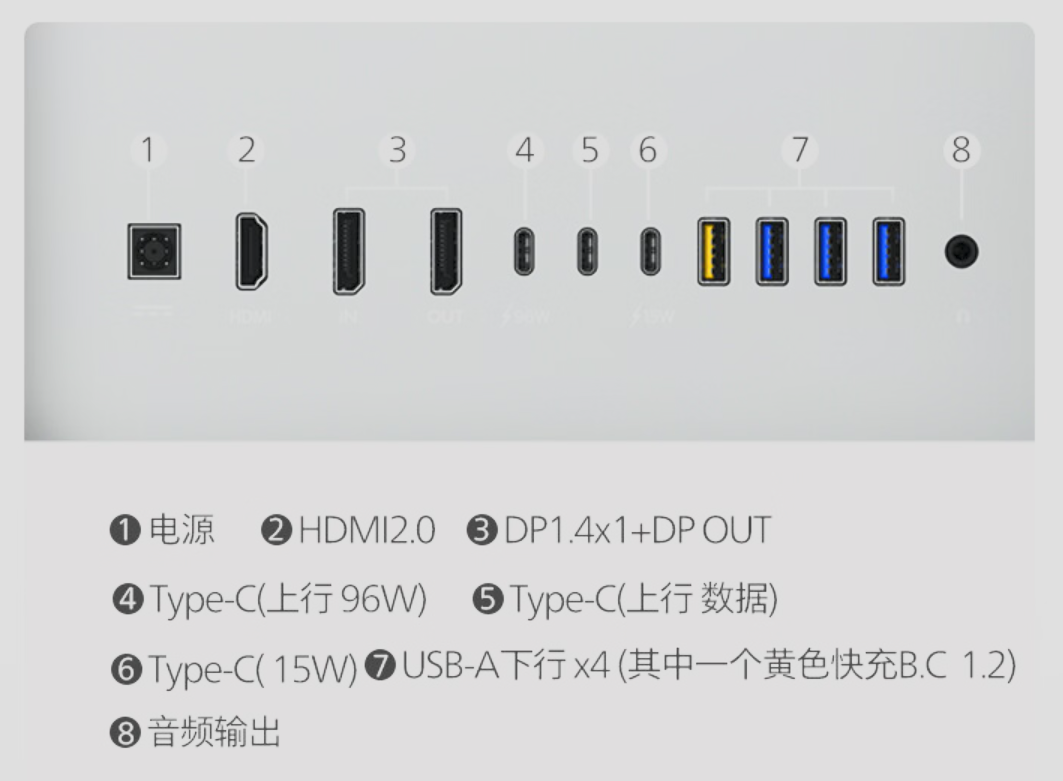 1 2 3 4 5 6 7 8
HDMI IN OUT 96W 15W
❶电源 ❷HDMI2.0 ❸DP1.4x1+DP OUT
❹Type-C(上行 96W) ❺Type-C(上行 数据)
❻Type-C( 15W) ❼USB-A下行 x4 (其中一个黄色快充B.C 1.2)
❽音频输出